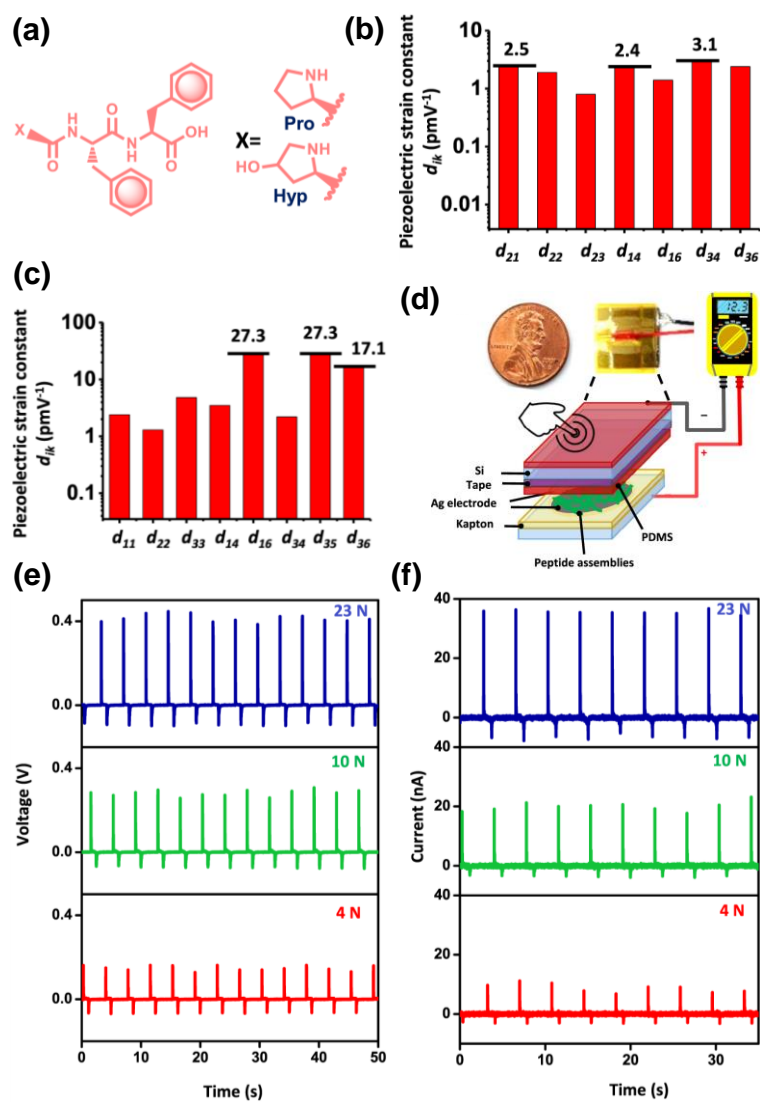 (a)
X
O
H
N
O
N
H
O
OH
X=
NH
Pro
HO
NH
Hyp
(b)
Piezoelectric strain constant
d_ik (pmV⁻¹)
10
1
0.1
0.01
2.5
2.4
3.1
d₂₁ d₂₂ d₂₃ d₁₄ d₁₆ d₃₄ d₃₆
(c)
Piezoelectric strain constant
d_ik (pmV⁻¹)
100
10
1
0.1
27.3
27.3
17.1
d₁₁ d₂₂ d₃₃ d₁₄ d₁₆ d₃₄ d₃₅ d₃₆
(d)
12.3
−
+
Si
Tape
Ag electrode
Kapton
PDMS
Peptide assemblies
(e)
Voltage (V)
23 N
0.4
0.0
10 N
0.4
0.0
4 N
0.4
0.0
0 10 20 30 40 50
Time (s)
(f)
Current (nA)
23 N
40
20
0
10 N
40
20
0
4 N
40
20
0
0 10 20 30
Time (s)